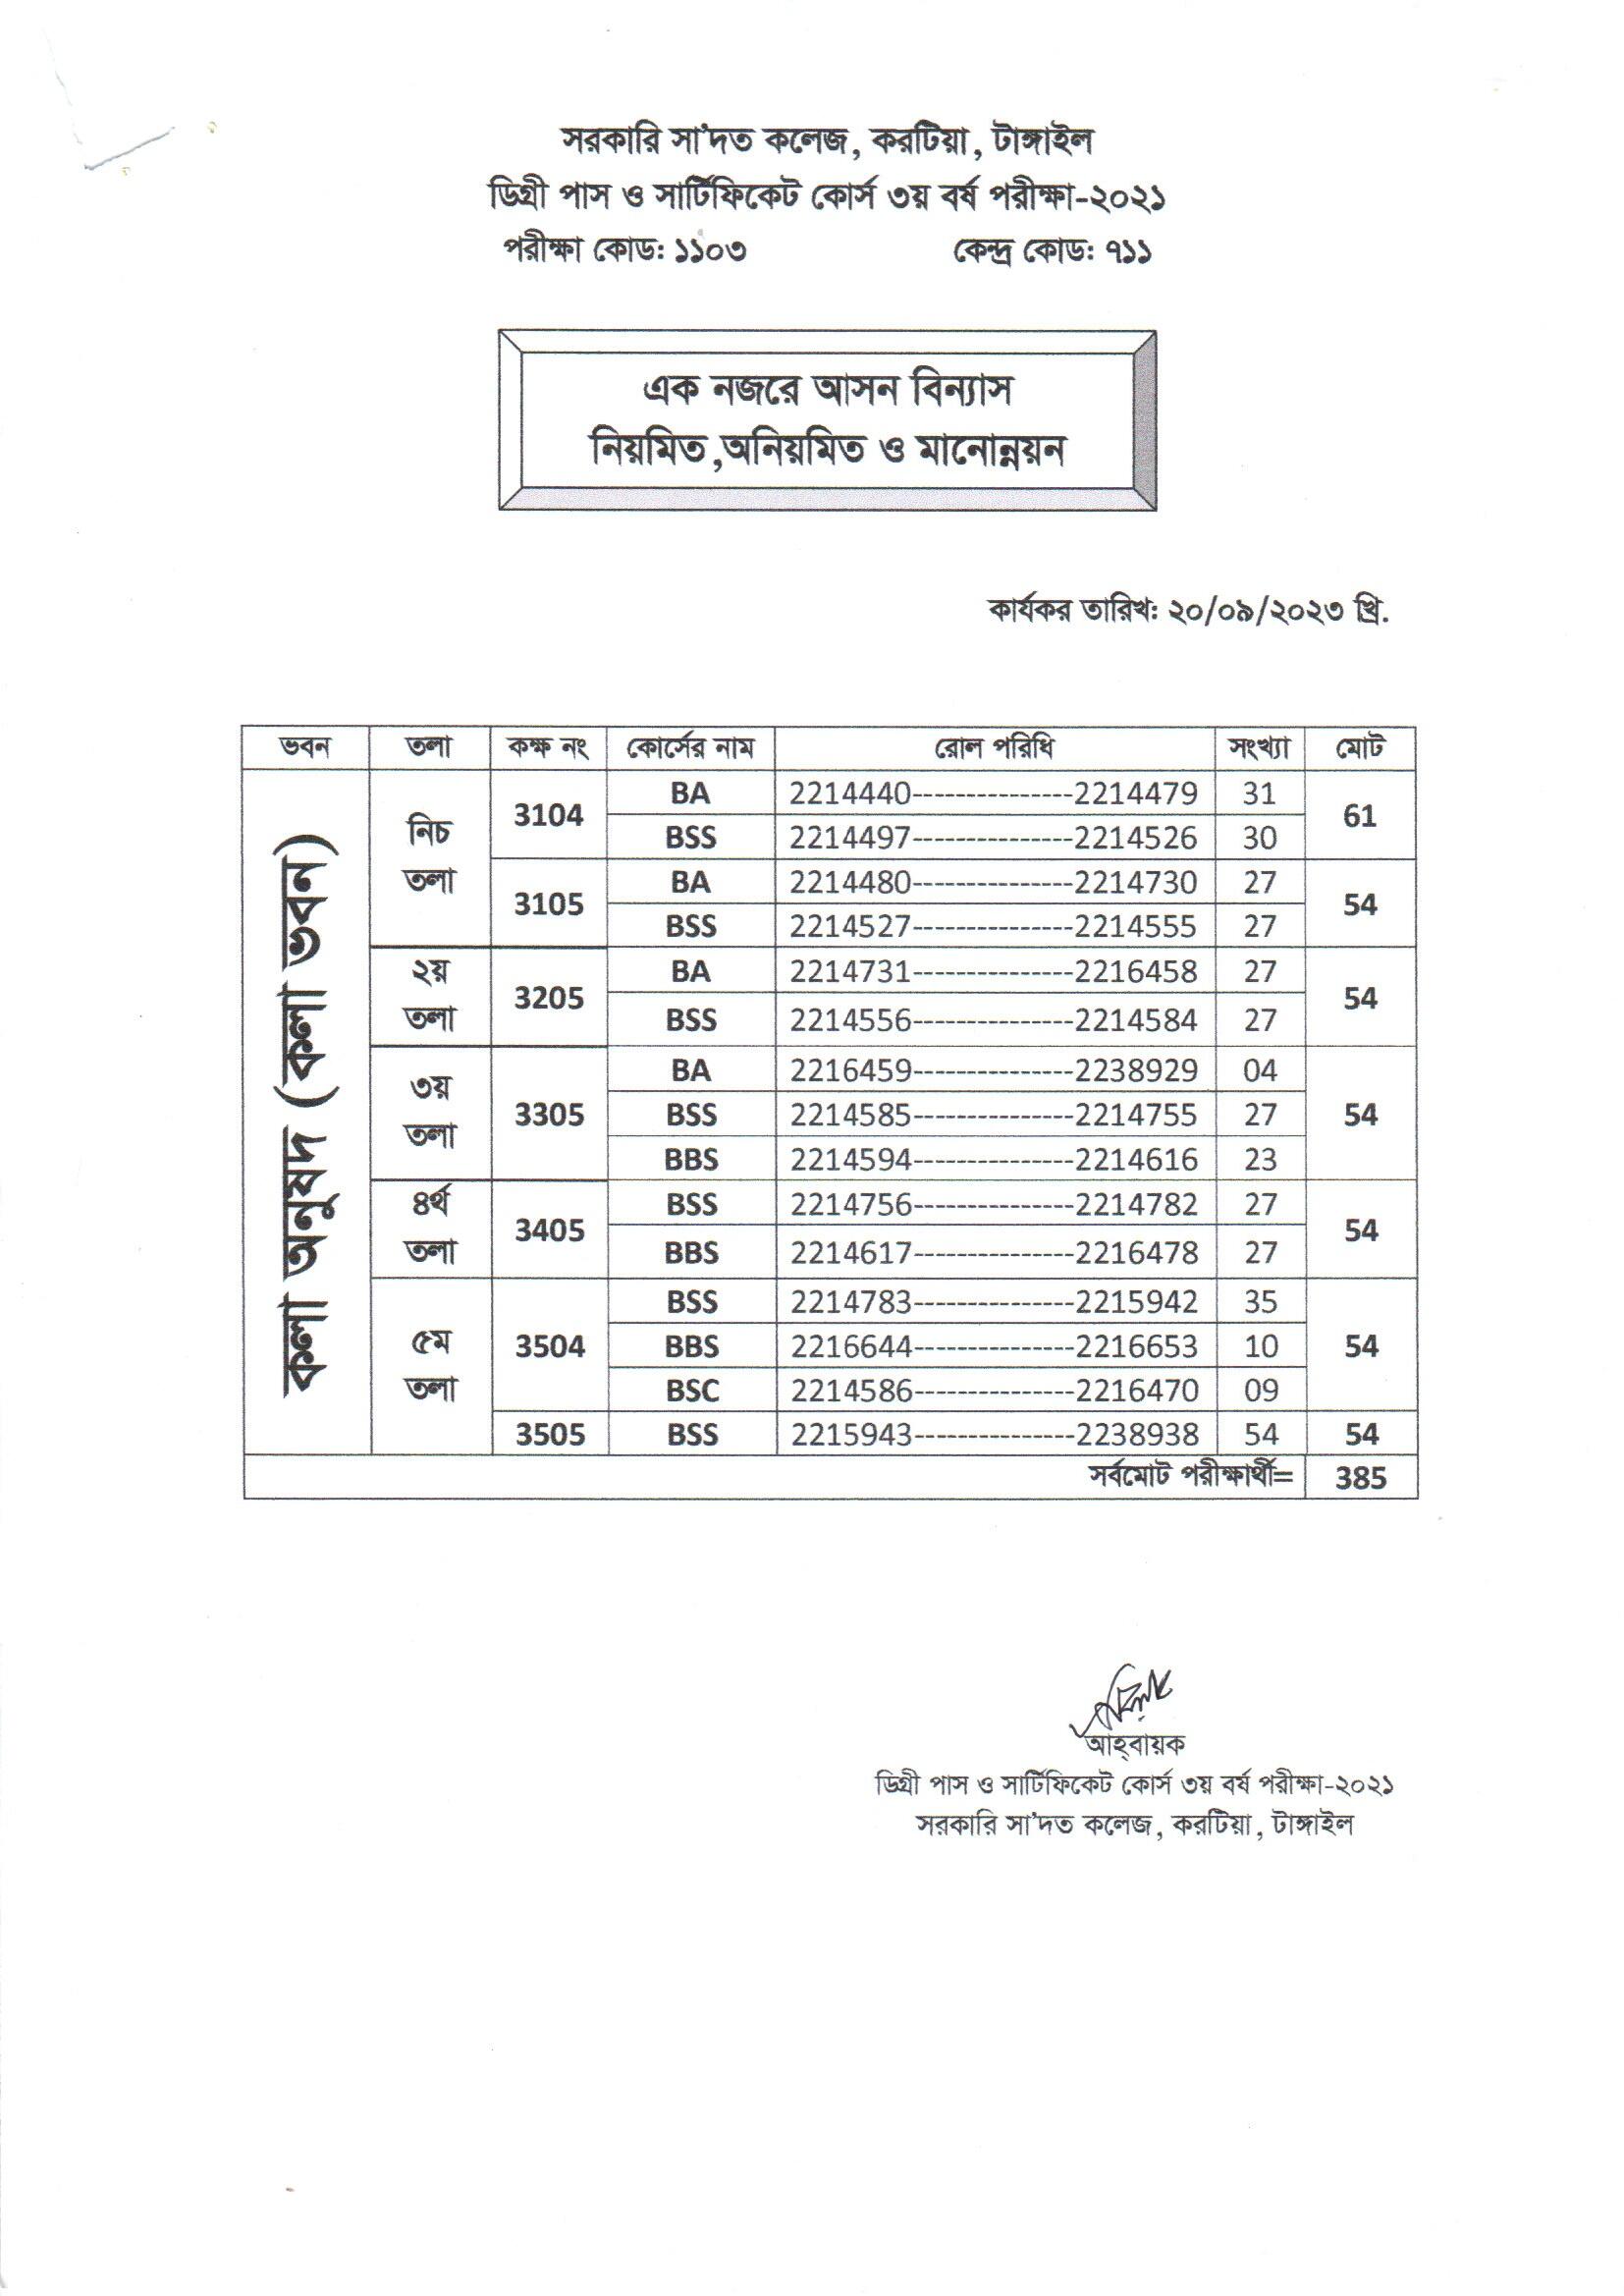 সরকারি সা'দত কলেজ, করটিয়া, টাঙ্গাইল
ডিগ্রী পাস ও সার্টিফিকেট কোর্স ৩য় বর্ষ পরীক্ষা-২০২১
পরীক্ষা কোড: ১১০৩ কেন্দ্র কোড: ৭১১
এক নজরে আসন বিন্যাস
নিয়মিত,অনিয়মিত ও মানোন্নয়ন
কার্যকর তারিখ: ২০/০৯/২০২৩ খ্রি.
ভবন তলা কক্ষ নং কোর্সের নাম রোল পরিধি সংখ্যা মোট
কলা অনুষদ (কলা ভবন)
নিচ তলা 3104 BA 2214440---------------2214479 31 61
BSS 2214497---------------2214526 30
3105 BA 2214480---------------2214730 27 54
BSS 2214527---------------2214555 27
২য় তলা 3205 BA 2214731---------------2216458 27 54
BSS 2214556---------------2214584 27
৩য় তলা 3305 BA 2216459---------------2238929 04 54
BSS 2214585---------------2214755 27
BBS 2214594---------------2214616 23
৪র্থ তলা 3405 BSS 2214756---------------2214782 27 54
BBS 2214617---------------2216478 27
৫ম তলা 3504 BSS 2214783---------------2215942 35 54
BBS 2216644---------------2216653 10
BSC 2214586---------------2216470 09
3505 BSS 2215943---------------2238938 54 54
সর্বমোট পরীক্ষার্থী= 385
আহ্বায়ক
ডিগ্রী পাস ও সার্টিফিকেট কোর্স ৩য় বর্ষ পরীক্ষা-২০২১
সরকারি সা'দত কলেজ, করটিয়া, টাঙ্গাইল